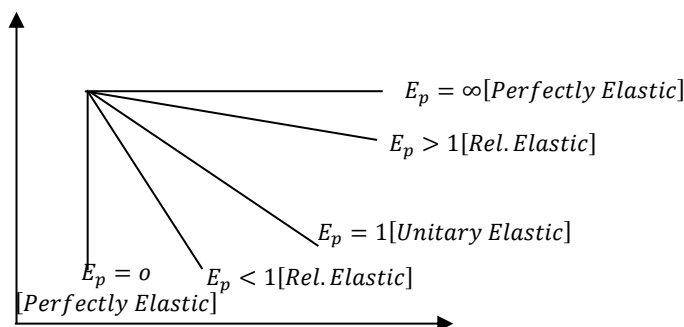 E_p = ∞[Perfectly Elastic]
E_p > 1[Rel. Elastic]
E_p = 1[Unitary Elastic]
E_p = o
[Perfectly Elastic]
E_p < 1[Rel. Elastic]